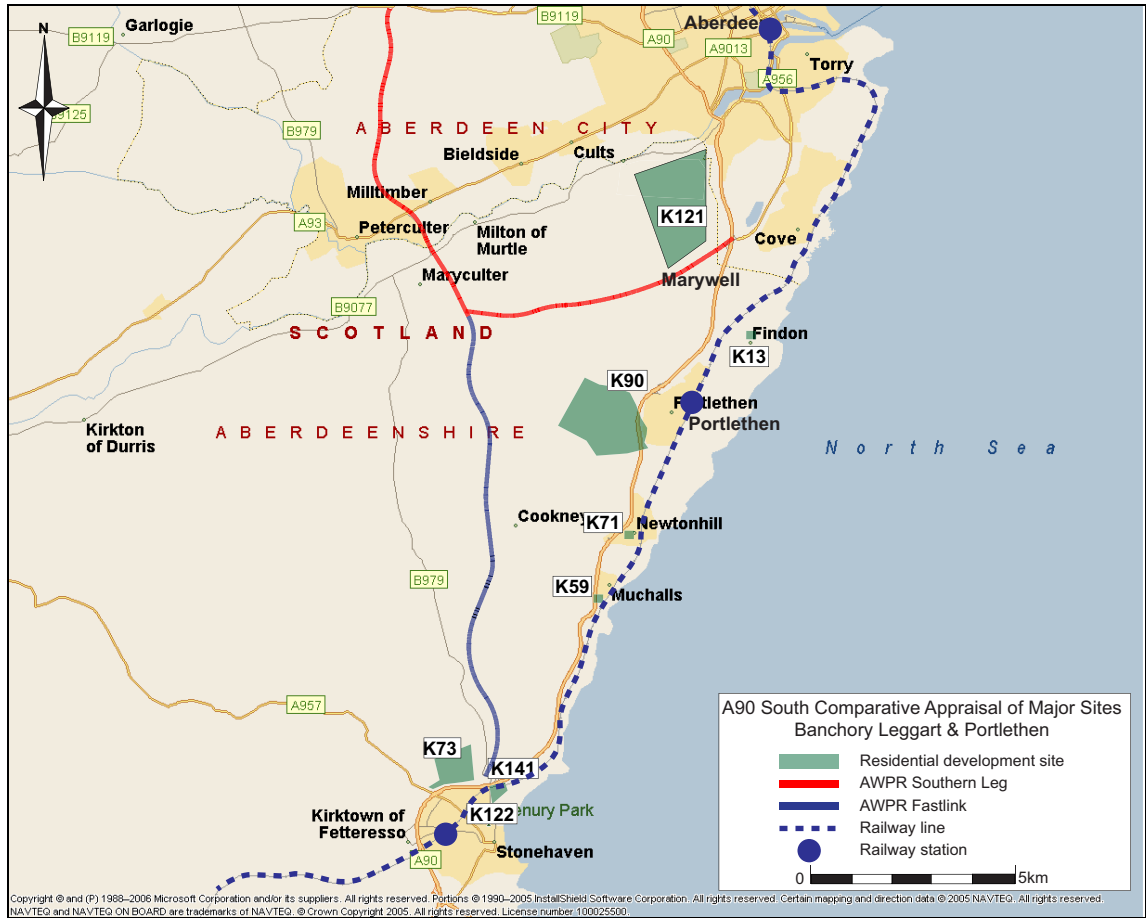 B9119
Aberdee
Garlogie
B9119
A90
A9013
N
Torry
A956
9125
B979
ABERDEEN CITY
Bieldside
Cults
Milltimber
K121
A93
Peterculter
Milton of
Murtle
Cove
Maryculter
Marywell
B9077
SCOTLAND
Findon
K13
K90
Portlethen
Kirkton
of Durris
ABERDEENSHIRE
North Sea
Cookney
K71
Newtonhill
B979
K59
Muchalls
A957
K73
K141
K122
enury Park
Kirktown of
Fetteresso
A90
Stonehaven
A90 South Comparative Appraisal of Major Sites
Banchory Leggart & Portlethen
Residential development site
AWPR Southern Leg
AWPR Fastlink
Railway line
Railway station
0 5km
Copyright © and (P) 1988–2006 Microsoft Corporation and/or its suppliers. All rights reserved. Portions © 1990–2005 InstallShield Software Corporation. All rights reserved. Certain mapping and direction data © 2005 NAVTEQ. All rights reserved.
NAVTEQ and NAVTEQ ON BOARD are trademarks of NAVTEQ. © Crown Copyright 2005. All rights reserved. License number 100025500.